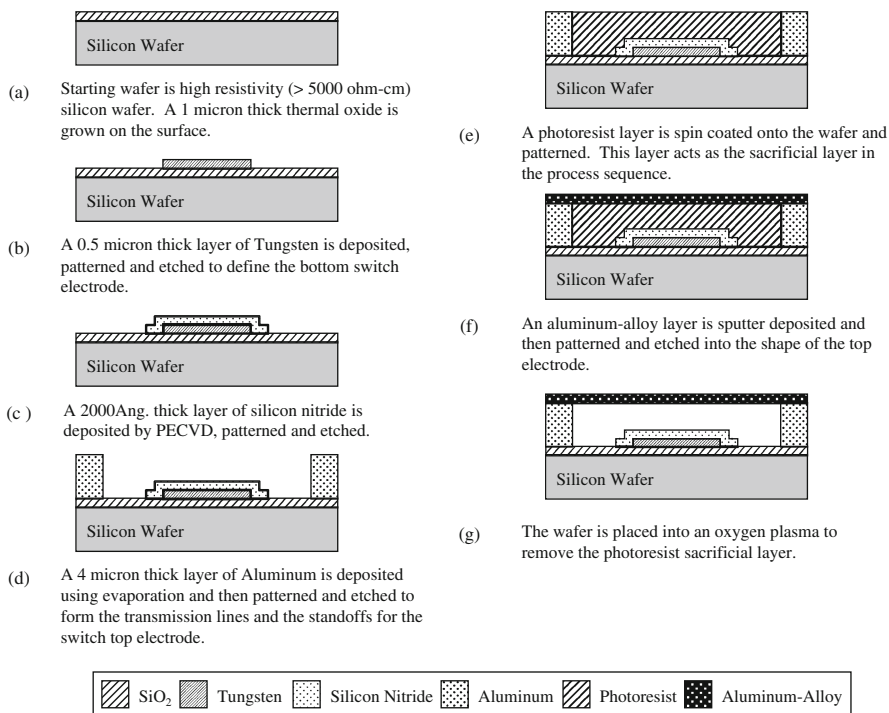 Silicon Wafer
(a) Starting wafer is high resistivity (> 5000 ohm-cm)
silicon wafer. A 1 micron thick thermal oxide is
grown on the surface.
Silicon Wafer
(b) A 0.5 micron thick layer of Tungsten is deposited,
patterned and etched to define the bottom switch
electrode.
Silicon Wafer
(c ) A 2000Ang. thick layer of silicon nitride is
deposited by PECVD, patterned and etched.
Silicon Wafer
(d) A 4 micron thick layer of Aluminum is deposited
using evaporation and then patterned and etched to
form the transmission lines and the standoffs for the
switch top electrode.
Silicon Wafer
(e) A photoresist layer is spin coated onto the wafer and
patterned. This layer acts as the sacrificial layer in
the process sequence.
Silicon Wafer
(f) An aluminum-alloy layer is sputter deposited and
then patterned and etched into the shape of the top
electrode.
Silicon Wafer
(g) The wafer is placed into an oxygen plasma to
remove the photoresist sacrificial layer.
SiO₂ Tungsten Silicon Nitride Aluminum Photoresist Aluminum-Alloy